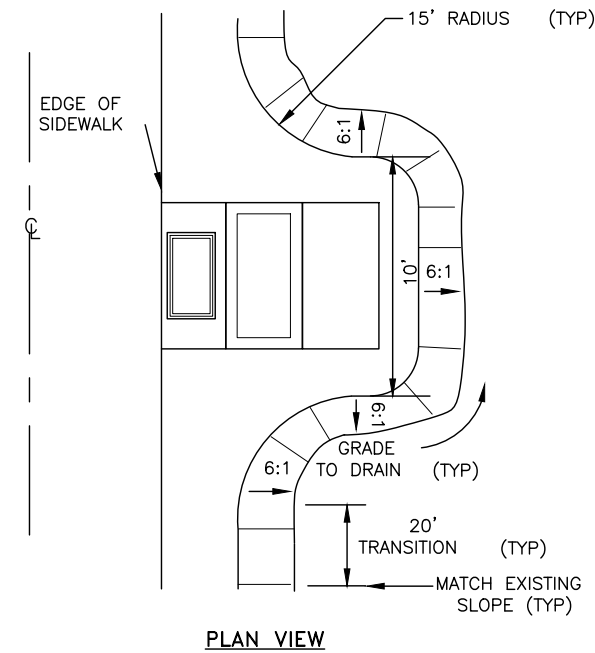 15' RADIUS (TYP)
EDGE OF
SIDEWALK
6:1
℄
10'
6:1
6:1
GRADE
TO DRAIN (TYP)
6:1
20'
TRANSITION (TYP)
MATCH EXISTING
SLOPE (TYP)
PLAN VIEW